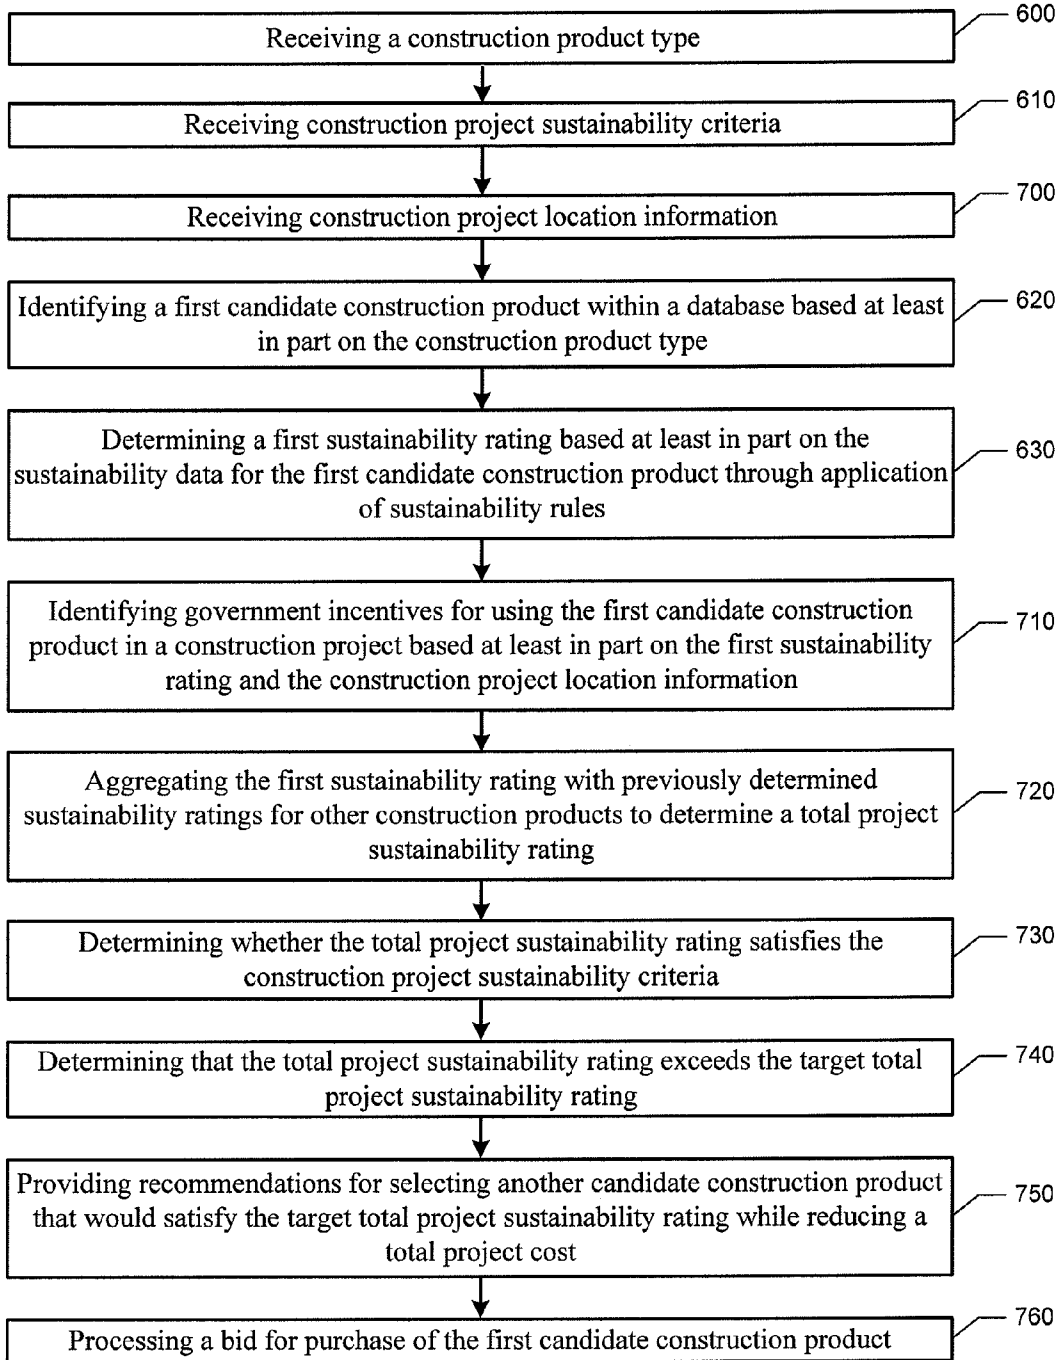 Receiving a construction product type
600
Receiving construction project sustainability criteria
610
Receiving construction project location information
700
Identifying a first candidate construction product within a database based at least
in part on the construction product type
620
Determining a first sustainability rating based at least in part on the
sustainability data for the first candidate construction product through application
of sustainability rules
630
Identifying government incentives for using the first candidate construction
product in a construction project based at least in part on the first sustainability
rating and the construction project location information
710
Aggregating the first sustainability rating with previously determined
sustainability ratings for other construction products to determine a total project
sustainability rating
720
Determining whether the total project sustainability rating satisfies the
construction project sustainability criteria
730
Determining that the total project sustainability rating exceeds the target total
project sustainability rating
740
Providing recommendations for selecting another candidate construction product
that would satisfy the target total project sustainability rating while reducing a
total project cost
750
Processing a bid for purchase of the first candidate construction product
760